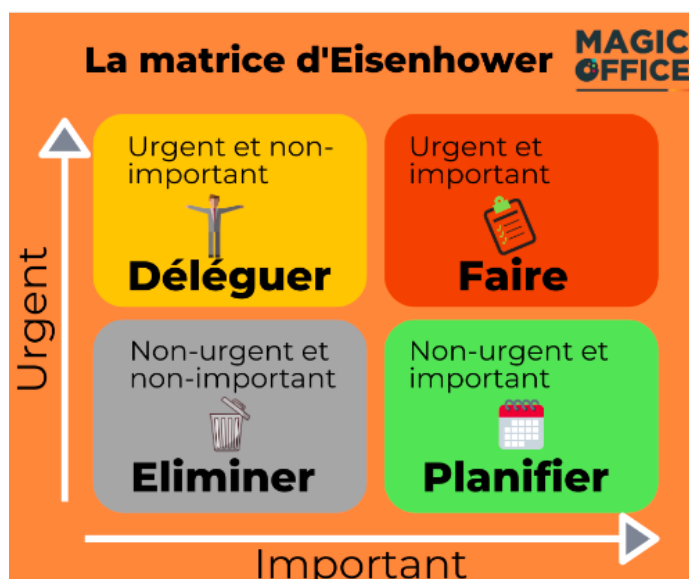 La matrice d'Eisenhower
MAGIC
OFFICE
Urgent
Urgent et non-
important
Déléguer
Urgent et
important
Faire
Non-urgent et
non-important
Eliminer
Non-urgent et
important
Planifier
Important